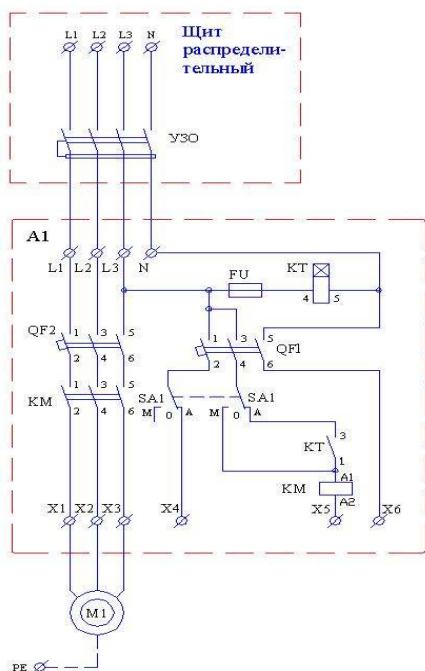 L1 L2 L3 N
Щит
распредели-
тельный
УЗО
А1
L1 L2 L3 N
FU
KT
4 5
QF2
1 3 5
2 4 6
1 3 5
QF1
2 4 6
KM
1 3 5
2 4 6
SA1
M 0 A
SA1
M 0 A
KT
3
1
KM
A1
A2
X1 X2 X3 X4 X5 X6
M1
PE